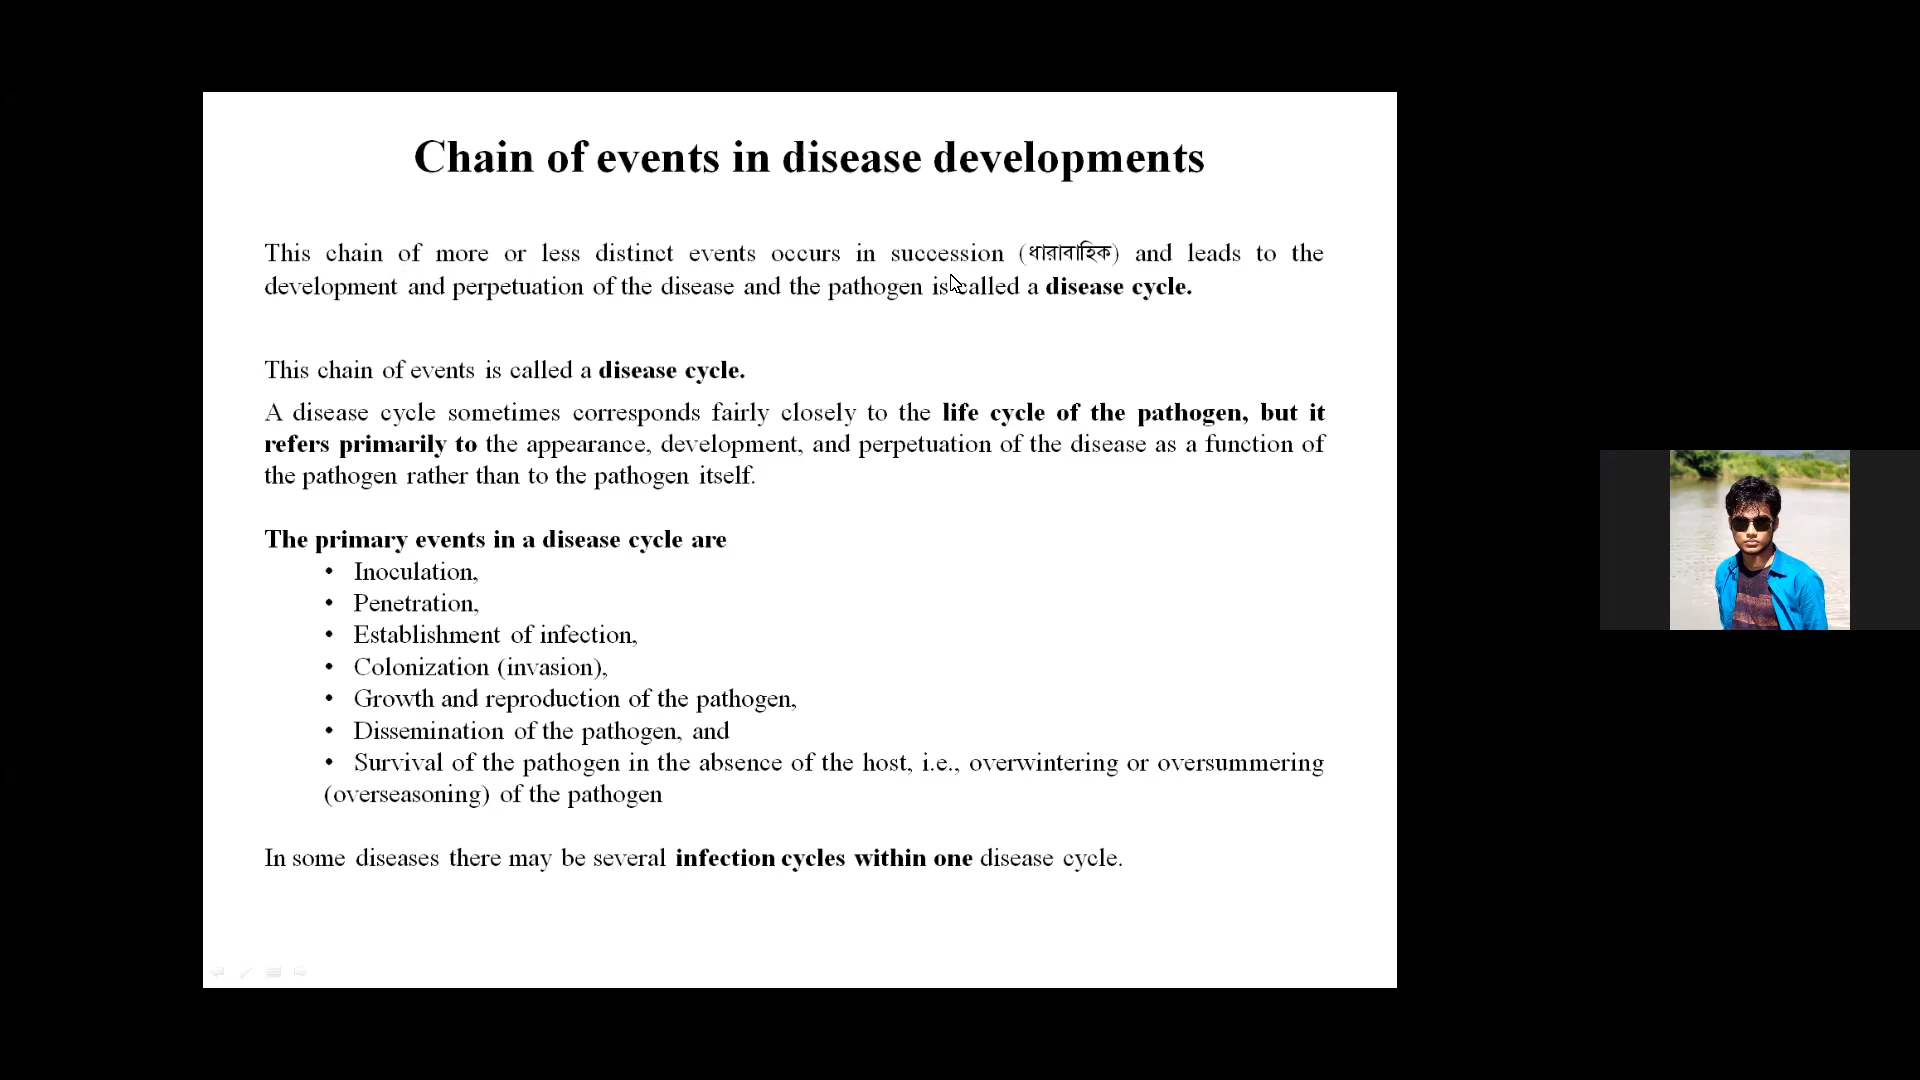 Chain of events in disease developments
This chain of more or less distinct events occurs in succession (ধারাবাহিক) and leads to the
development and perpetuation of the disease and the pathogen is called a disease cycle.
This chain of events is called a disease cycle.
A disease cycle sometimes corresponds fairly closely to the life cycle of the pathogen, but it
refers primarily to the appearance, development, and perpetuation of the disease as a function of
the pathogen rather than to the pathogen itself.
The primary events in a disease cycle are
• Inoculation,
• Penetration,
• Establishment of infection,
• Colonization (invasion),
• Growth and reproduction of the pathogen,
• Dissemination of the pathogen, and
• Survival of the pathogen in the absence of the host, i.e., overwintering or oversummering
(overseasoning) of the pathogen
In some diseases there may be several infection cycles within one disease cycle.